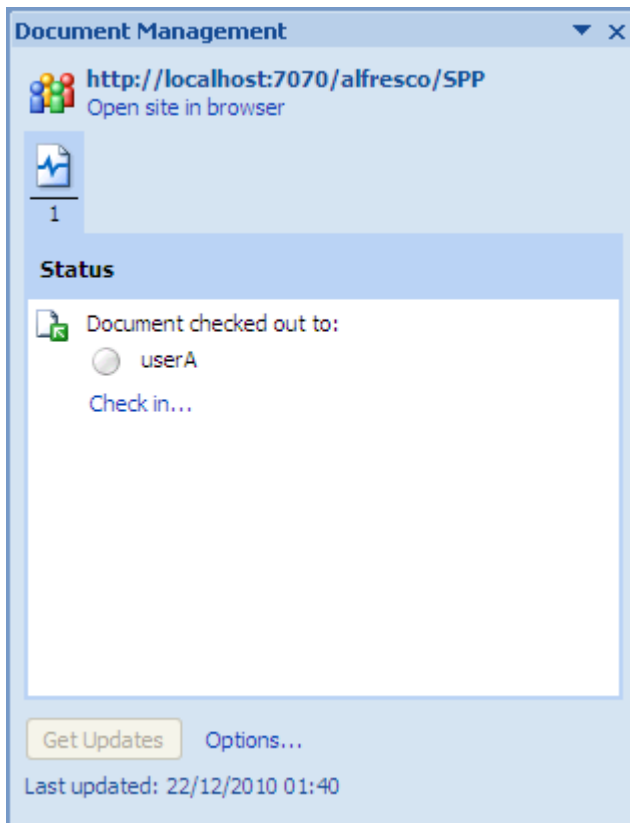 Document Management
http://localhost:7070/alfresco/SPP
Open site in browser
1
Status
Document checked out to:
userA
Check in...
Get Updates Options...
Last updated: 22/12/2010 01:40